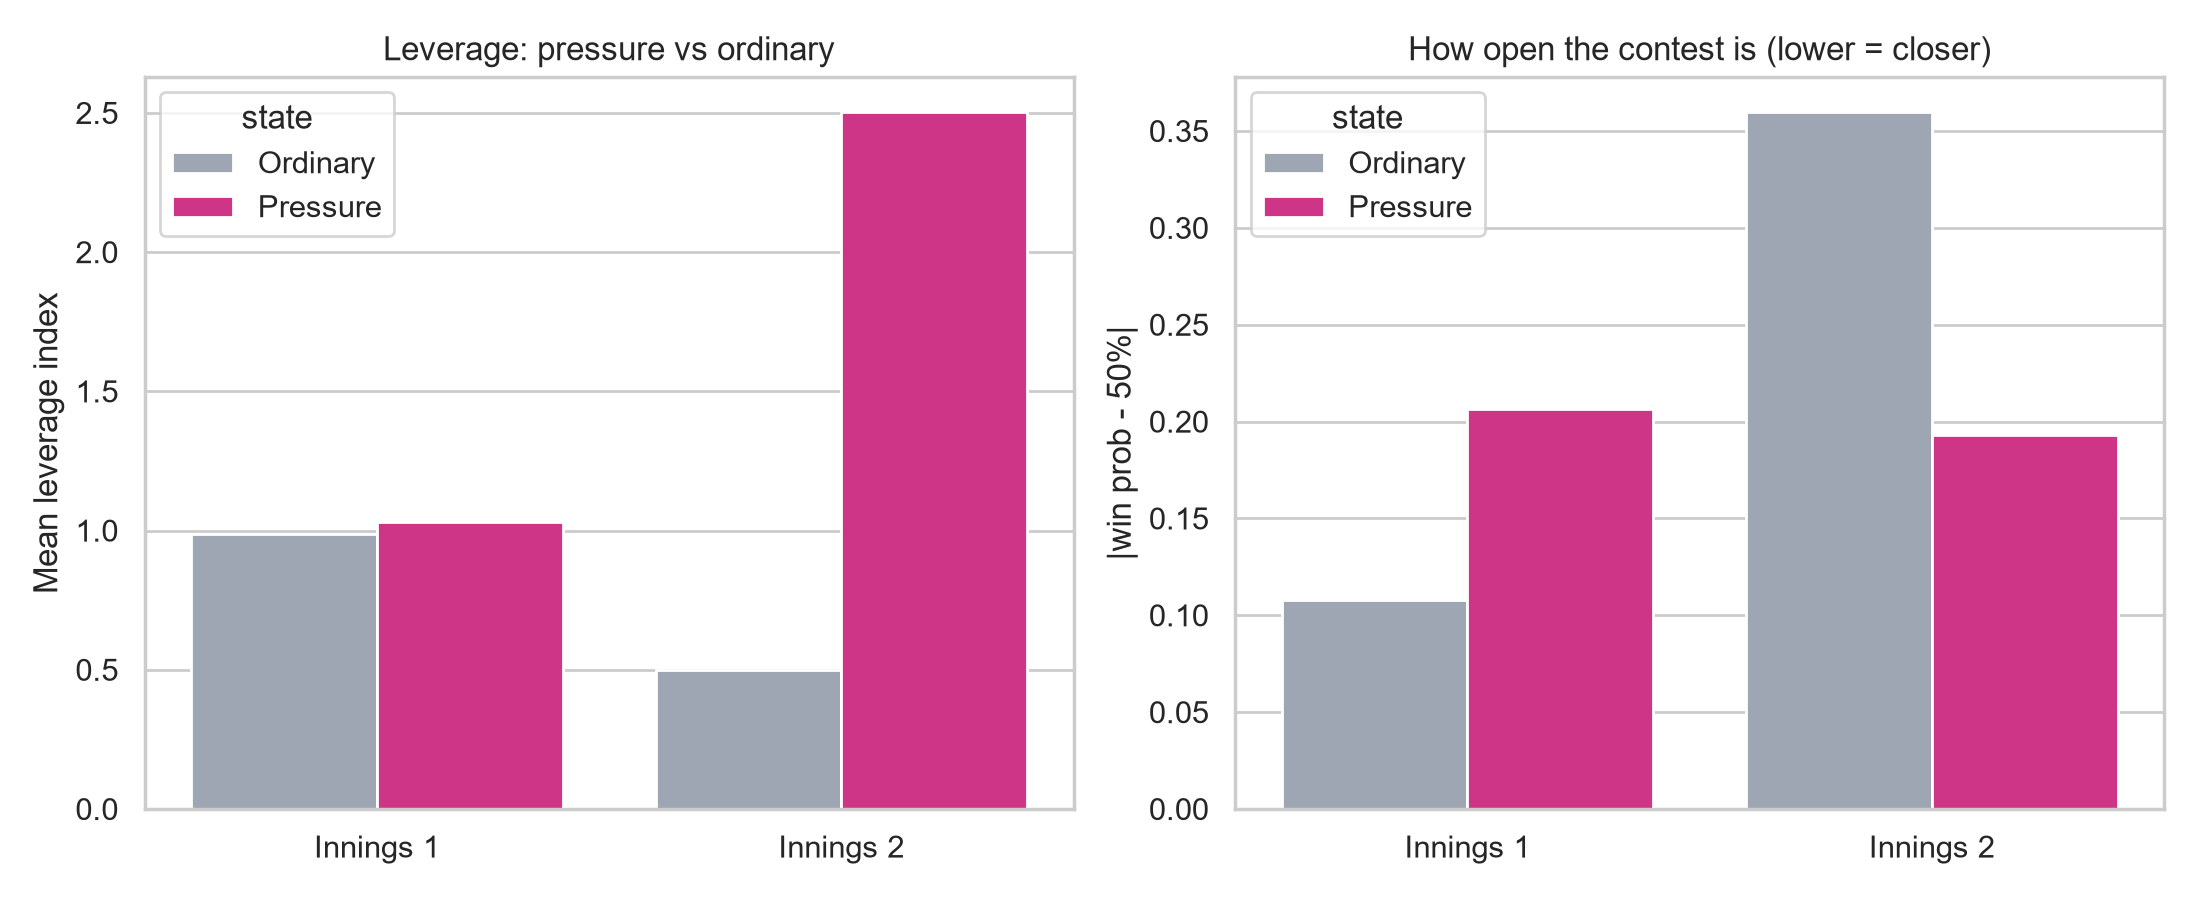 Leverage: pressure vs ordinary
state
Ordinary
Pressure
Mean leverage index
2.5
2.0
1.5
1.0
0.5
0.0
Innings 1
Innings 2
How open the contest is (lower = closer)
state
Ordinary
Pressure
|win prob - 50%|
0.35
0.30
0.25
0.20
0.15
0.10
0.05
0.00
Innings 1
Innings 2